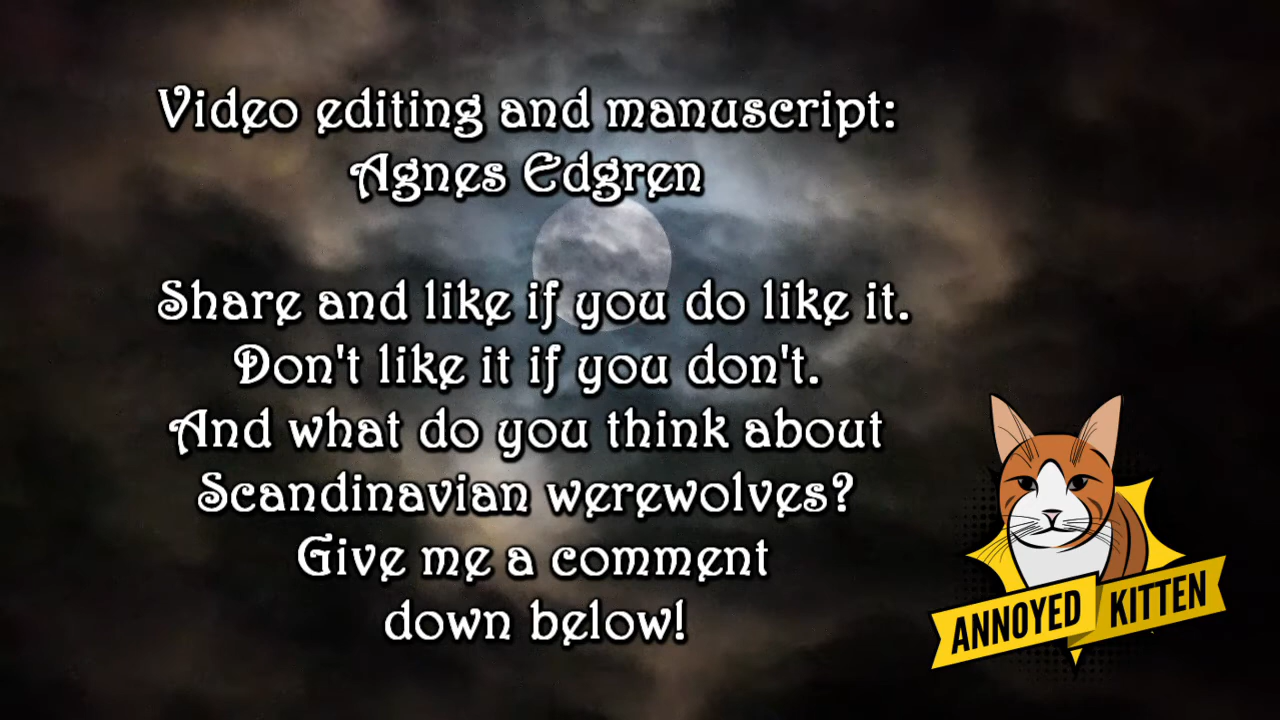 Video editing and manuscript:
Agnes Edgren
Share and like if you do like it.
Don't like it if you don't.
And what do you think about
Scandinavian werewolves?
Give me a comment
down below!
ANNOYED KITTEN